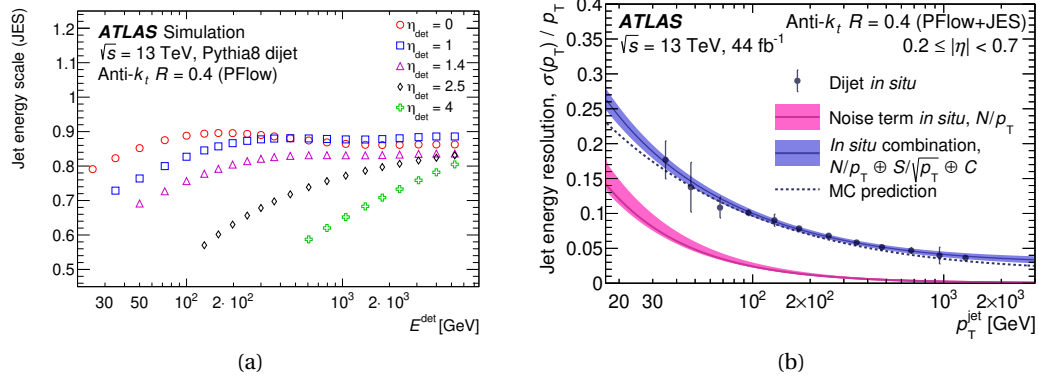 Jet energy scale (JES)
ATLAS Simulation
√s = 13 TeV, Pythia8 dijet
Anti-kt R = 0.4 (PFlow)
ηdet = 0
ηdet = 1
ηdet = 1.4
ηdet = 2.5
ηdet = 4
1.2
1.1
1
0.9
0.8
0.7
0.6
0.5
30 50 10² 2·10² 10³ 2·10³
E^det [GeV]
(a)
Jet energy resolution, σ(pT) / pT
ATLAS
Anti-kt R = 0.4 (PFlow+JES)
√s = 13 TeV, 44 fb⁻¹
0.2 ≤ |η| < 0.7
Dijet in situ
Noise term in situ, N/pT
In situ combination,
N/pT ⊕ S/√pT ⊕ C
MC prediction
0.4
0.35
0.3
0.25
0.2
0.15
0.1
0.05
0
20 30 10² 2×10² 10³ 2×10³
pT^jet [GeV]
(b)